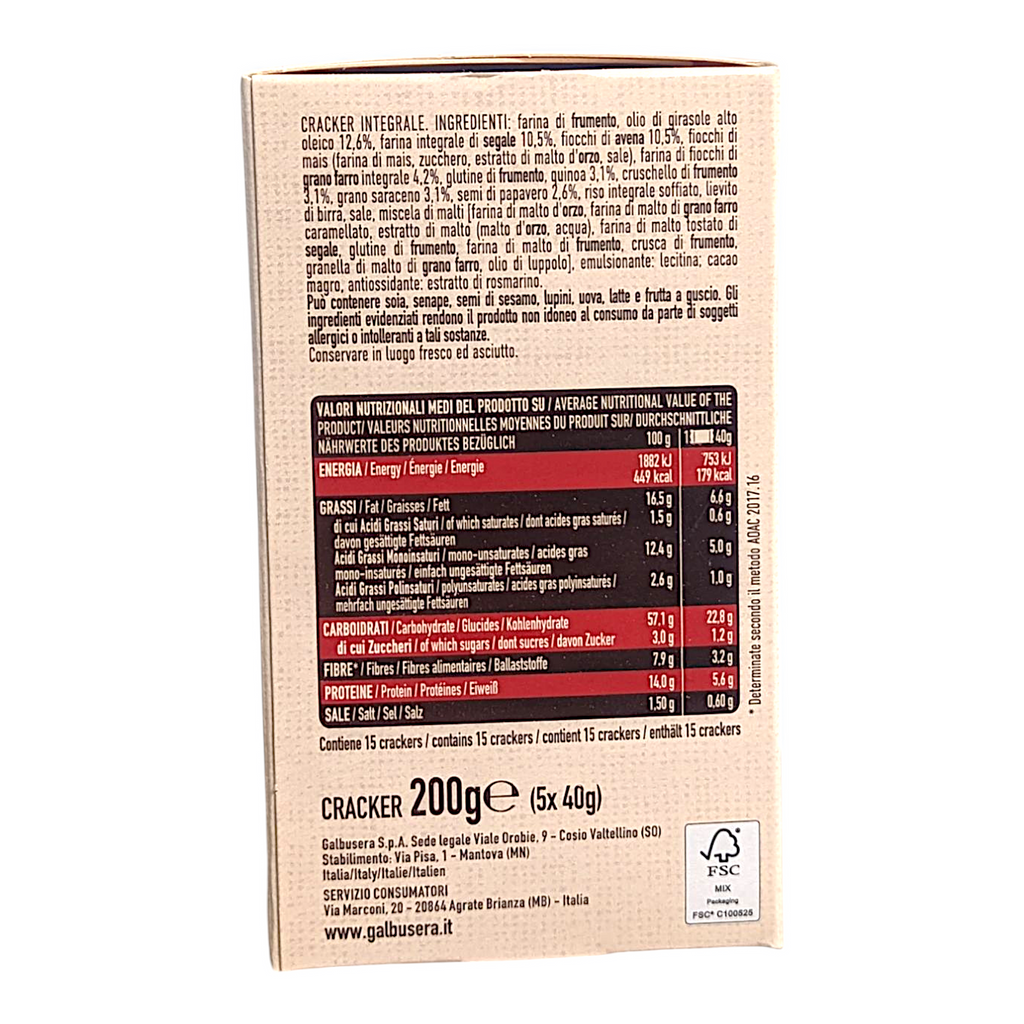 CRACKER INTEGRALE. INGREDIENTI: farina di frumento, olio di girasole alto
oleico 12,6%, farina integrale di segale 10,5%, fiocchi di avena 10,5%, fiocchi di
mais (farina di mais, zucchero, estratto di malto d'orzo, sale), farina di fiocchi di
grano farro integrale 4,2%, glutine di frumento, quinoa 3,1%, cruschello di frumento
3,1%, grano saraceno 3,1%, semi di papavero 2,6%, riso integrale soffiato, lievito
di birra, sale, miscela di malti [farina di malto d'orzo, farina di malto di grano farro
caramellato, estratto di malto (malto d'orzo, acqua), farina di malto tostato di
segale, glutine di frumento, farina di malto di frumento, crusca di frumento,
granella di malto di grano farro, olio di luppolo], emulsionante: lecitina; cacao
magro, antiossidante: estratto di rosmarino.
Può contenere soia, senape, semi di sesamo, lupini, uova, latte e frutta a guscio. Gli
ingredienti evidenziati rendono il prodotto non idoneo al consumo da parte di soggetti
allergici o intolleranti a tali sostanze.
Conservare in luogo fresco ed asciutto.
VALORI NUTRIZIONALI MEDI DEL PRODOTTO SU / AVERAGE NUTRITIONAL VALUE OF THE
PRODUCT/ VALEURS NUTRITIONNELLES MOYENNES DU PRODUIT SUR/ DURCHSCHNITTLICHE
NÄHRWERTE DES PRODUKTES BEZÜGLICH 100 g 1 40g
ENERGIA / Energy / Énergie / Energie 1882 kJ 753 kJ
449 kcal 179 kcal
GRASSI / Fat / Graisses / Fett 16,5 g 6,6 g
di cui Acidi Grassi Saturi / of which saturates / dont acides gras saturés / 1,5 g 0,6 g
davon gesättigte Fettsäuren
Acidi Grassi Monoinsaturi / mono-unsaturates / acides gras 12,4 g 5,0 g
mono-insaturés / einfach ungesättigte Fettsäuren
Acidi Grassi Polinsaturi / polyunsaturates / acides gras polyinsaturés / 2,6 g 1,0 g
mehrfach ungesättigte Fettsäuren
CARBOIDRATI / Carbohydrate / Glucides / Kohlenhydrate 57,1 g 22,8 g
di cui Zuccheri / of which sugars / dont sucres / davon Zucker 3,0 g 1,2 g
FIBRE* / Fibres / Fibres alimentaires / Ballaststoffe 7,9 g 3,2 g
PROTEINE / Protein / Protéines / Eiweiß 14,0 g 5,6 g
SALE / Salt / Sel / Salz 1,50 g 0,60 g
* Determinate secondo il metodo AOAC 2017.16
Contiene 15 crackers / contains 15 crackers / contient 15 crackers / enthält 15 crackers
CRACKER 200g℮ (5x 40g)
Galbusera S.p.A. Sede legale Viale Orobie, 9 - Cosio Valtellino (SO)
Stabilimento: Via Pisa, 1 - Mantova (MN)
Italia/Italy/Italie/Italien
SERVIZIO CONSUMATORI
Via Marconi, 20 - 20864 Agrate Brianza (MB) - Italia
www.galbusera.it
FSC
MIX
Packaging
FSC® C100525